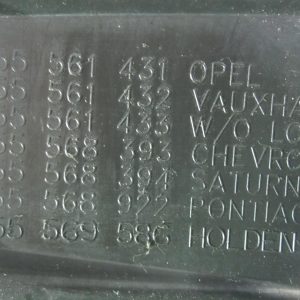 55 561 431 OPEL
55 561 432 VAUXHA
55 561 433 W/O LO
55 568 393 CHEVRO
55 568 394 SATURN
55 568 922 PONTIAC
55 569 586 HOLDEN